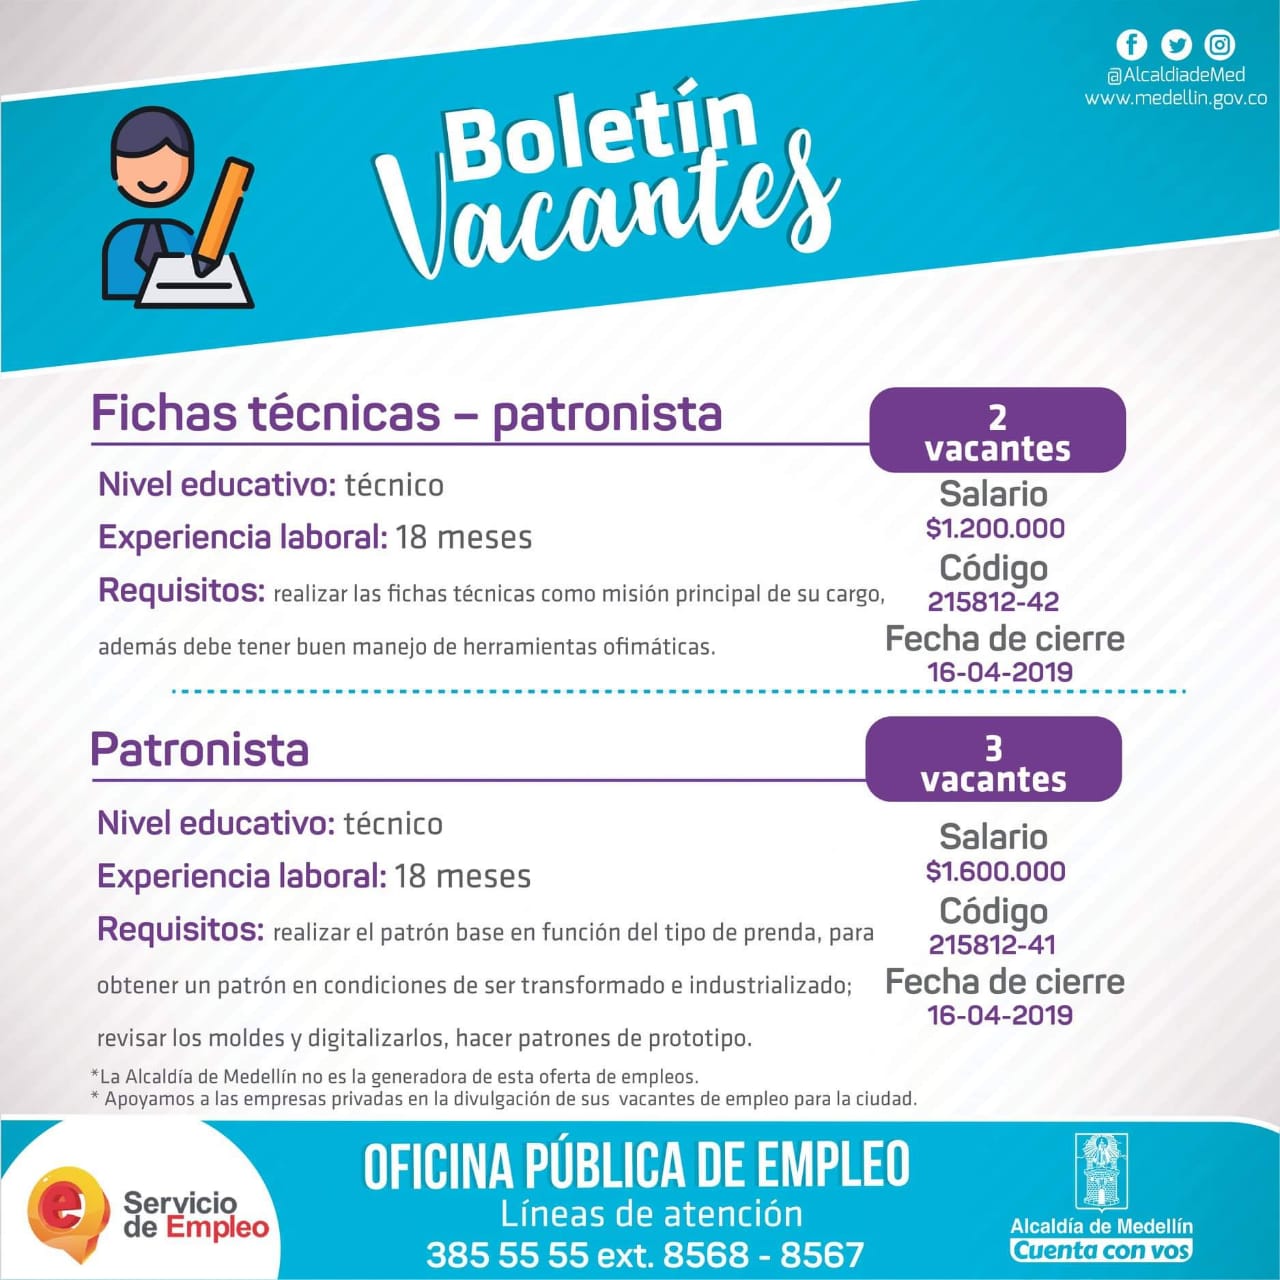 @AlcaldiadeMed
www.medellin.gov.co
Boletín
Vacantes
Fichas técnicas – patronista
2
vacantes
Nivel educativo: técnico
Experiencia laboral: 18 meses
Requisitos: realizar las fichas técnicas como misión principal de su cargo,
además debe tener buen manejo de herramientas ofimáticas.
Salario
$1.200.000
Código
215812-42
Fecha de cierre
16-04-2019
Patronista
3
vacantes
Nivel educativo: técnico
Experiencia laboral: 18 meses
Requisitos: realizar el patrón base en función del tipo de prenda, para
obtener un patrón en condiciones de ser transformado e industrializado;
revisar los moldes y digitalizarlos, hacer patrones de prototipo.
Salario
$1.600.000
Código
215812-41
Fecha de cierre
16-04-2019
*La Alcaldía de Medellín no es la generadora de esta oferta de empleos.
* Apoyamos a las empresas privadas en la divulgación de sus vacantes de empleo para la ciudad.
e
Servicio
de Empleo
OFICINA PÚBLICA DE EMPLEO
Líneas de atención
385 55 55 ext. 8568 - 8567
Alcaldía de Medellín
Cuenta con vos